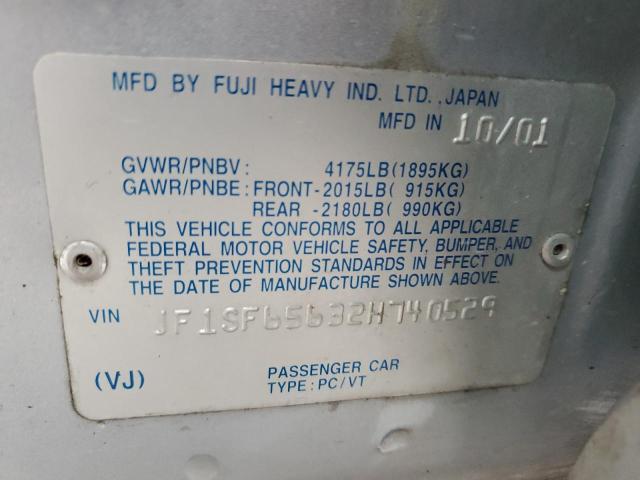 MFD BY FUJI HEAVY IND. LTD., JAPAN
MFD IN 10/01
GVWR/PNBV: 4175LB(1895KG)
GAWR/PNBE: FRONT-2015LB( 915KG)
REAR -2180LB( 990KG)
THIS VEHICLE CONFORMS TO ALL APPLICABLE
FEDERAL MOTOR VEHICLE SAFETY, BUMPER, AND
THEFT PREVENTION STANDARDS IN EFFECT ON
THE DATE OF MANUFACTURE SHOWN ABOVE.
VIN JF1SF65632H740529
(VJ) PASSENGER CAR
TYPE: PC/VT